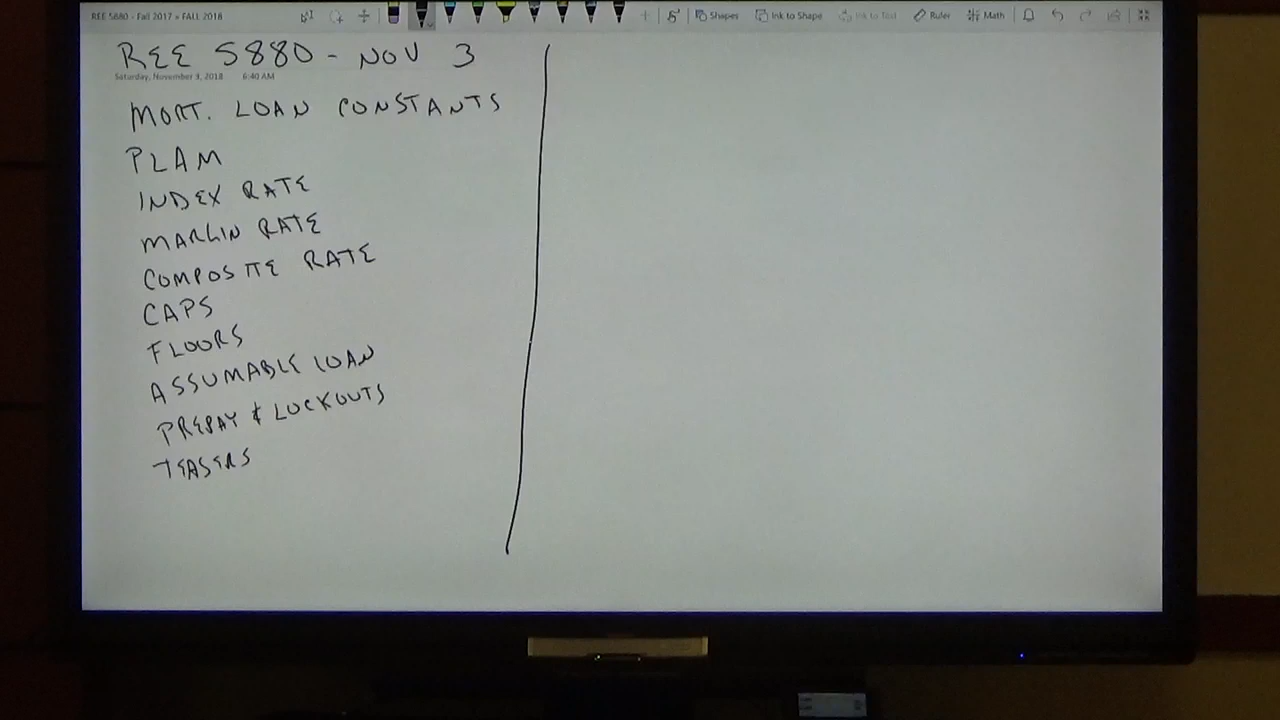 REE 5880 - Fall 2017 » FALL 2018
Shapes Ink to Shape Ink to Text Ruler Math
REE 5880 - NOV 3
Saturday, November 3, 2018 6:40 AM
MORT. LOAN CONSTANTS
PLAM
INDEX RATE
MARGIN RATE
COMPOSITE RATE
CAPS
FLOORS
ASSUMABLE LOAN
PREPAY & LOCKOUTS
TEASERS